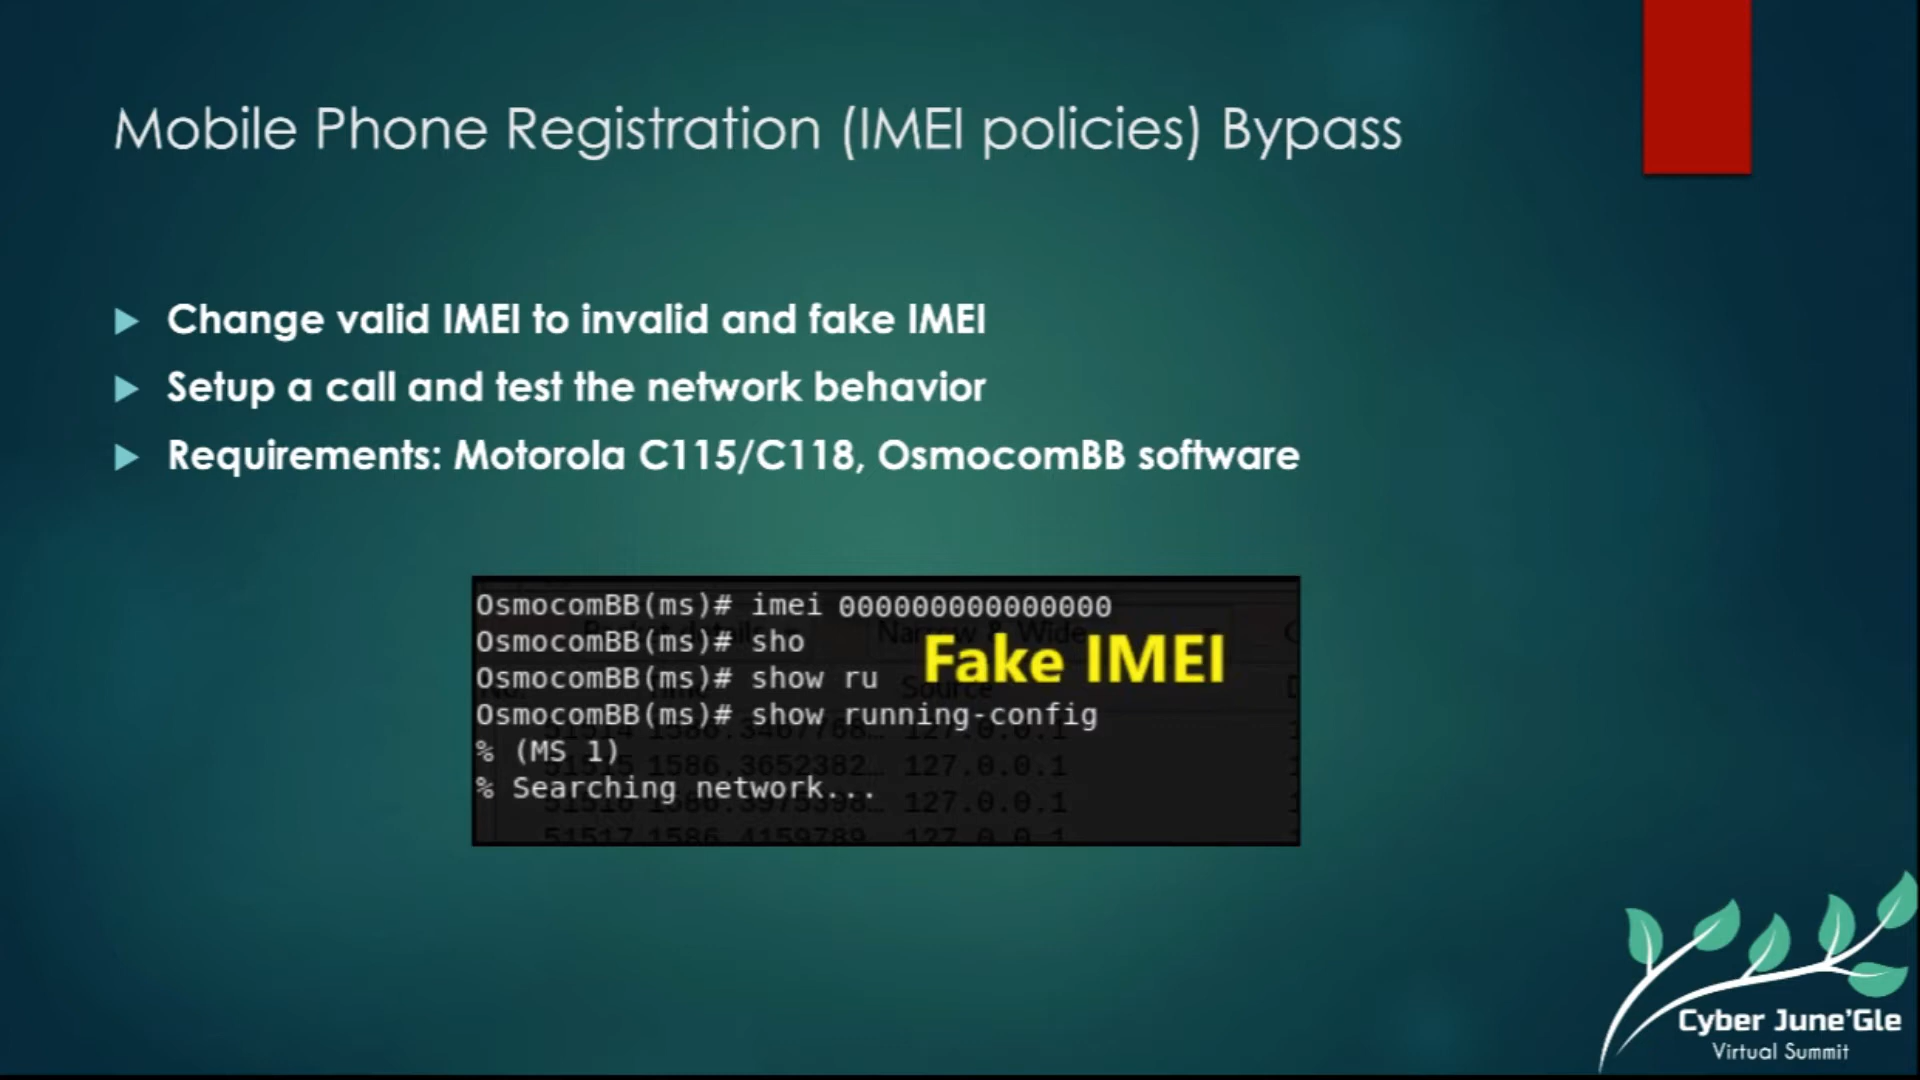 Mobile Phone Registration (IMEI policies) Bypass
Change valid IMEI to invalid and fake IMEI
Setup a call and test the network behavior
Requirements: Motorola C115/C118, OsmocomBB software
OsmocomBB(ms)# imei 000000000000000
OsmocomBB(ms)# sho
Fake IMEI
OsmocomBB(ms)# show ru
OsmocomBB(ms)# show running-config
% (MS 1)
% Searching network...
Cyber June'Gle
Virtual Summit